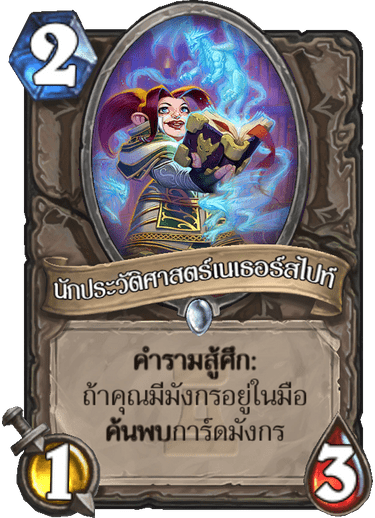 2
นักประวัติศาสตร์เนเธอร์สไปท์
คำรามสู้ศึก:
ถ้าคุณมีมังกรอยู่ในมือ
ค้นพบการ์ดมังกร
1
3